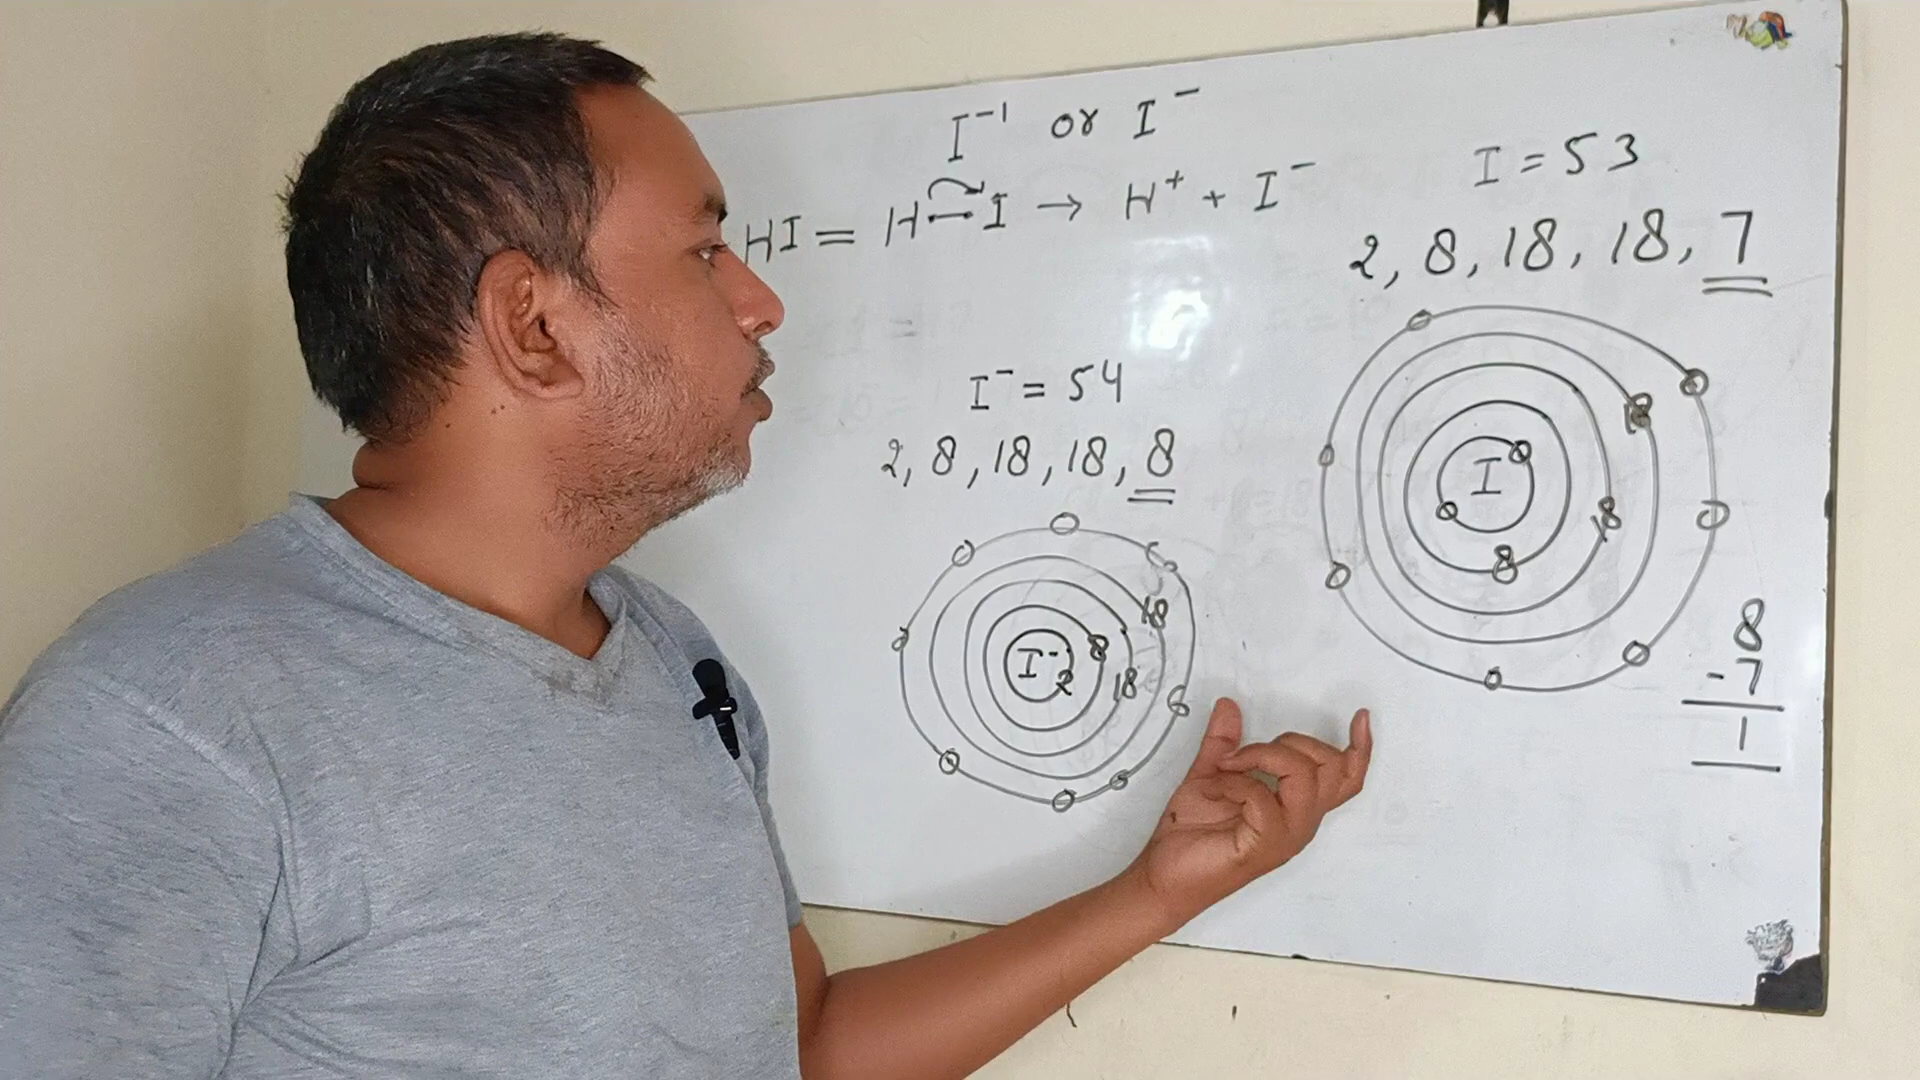 I⁻¹ or I⁻
HI = H—I → H⁺ + I⁻
I = 53
2, 8, 18, 18, 7
I⁻ = 54
2, 8, 18, 18, 8
I
8
18
18
I⁻
2
8
18
18
8
- 7
1